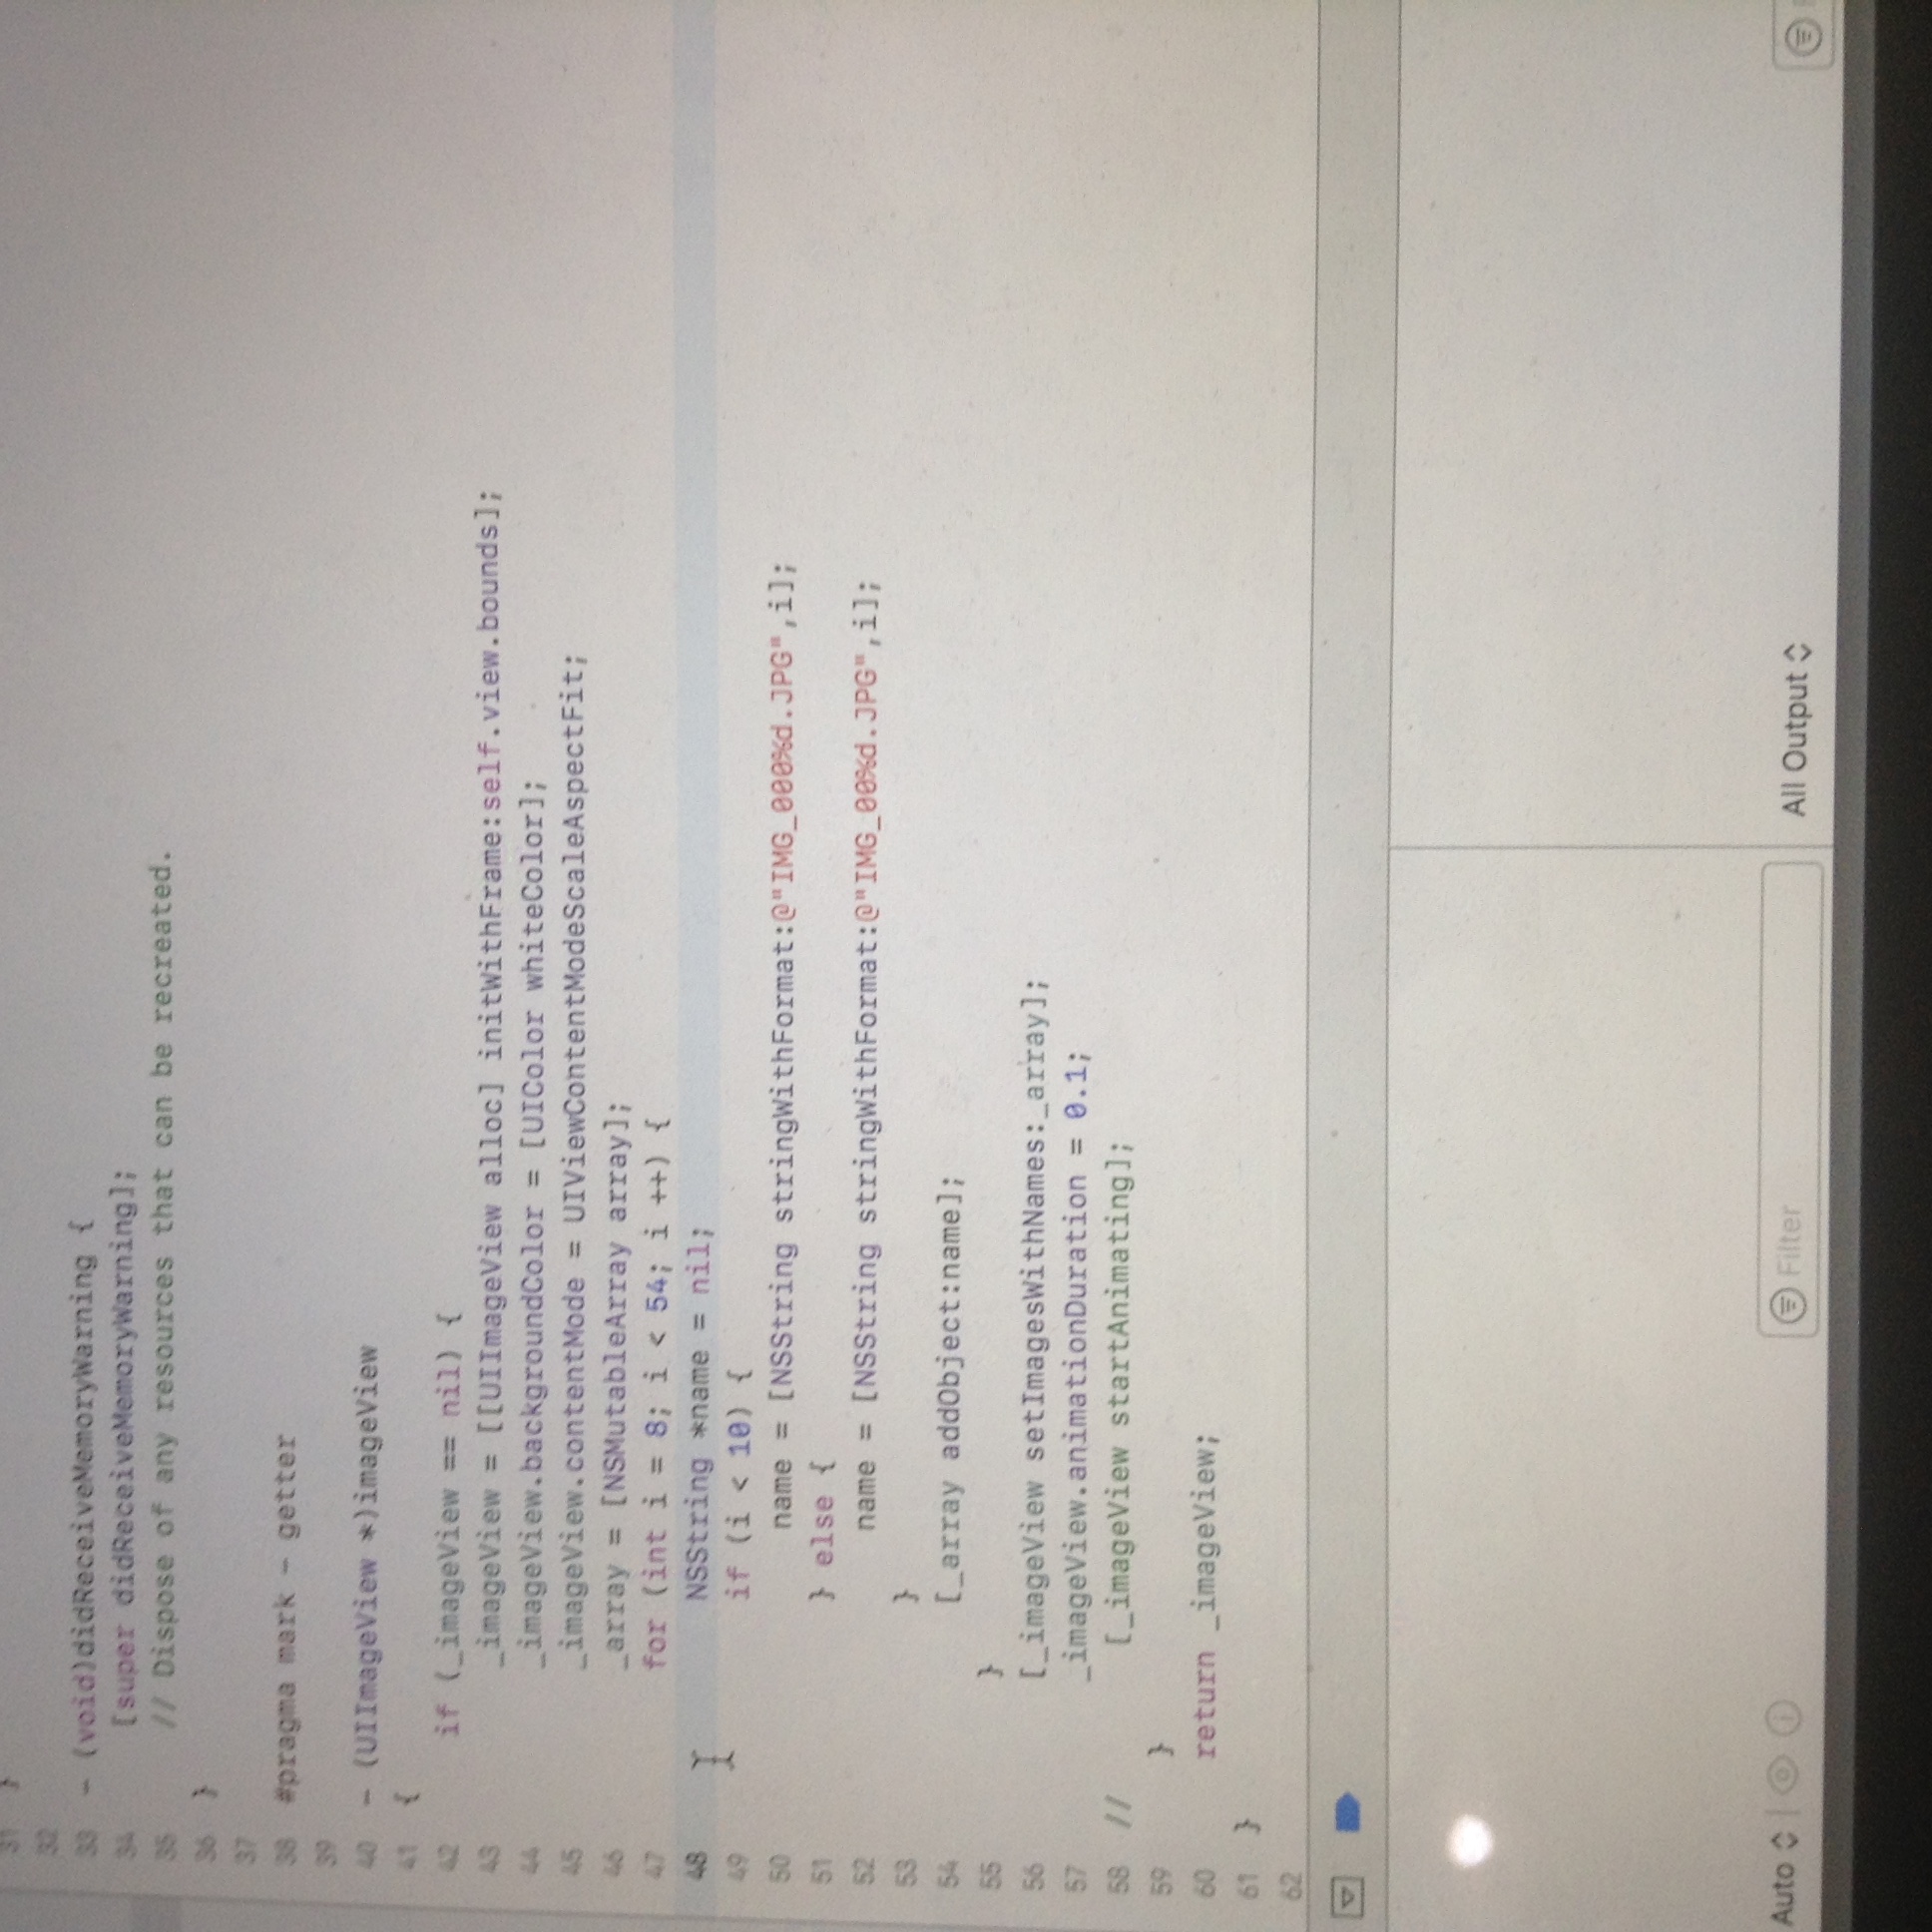 31 }
32
33 - (void)didReceiveMemoryWarning {
34 [super didReceiveMemoryWarning];
35 // Dispose of any resources that can be recreated.
36 }
37
38 #pragma mark - getter
39
40 - (UIImageView *)imageView
41 {
42 if (_imageView == nil) {
43 _imageView = [[UIImageView alloc] initWithFrame:self.view.bounds];
44 _imageView.backgroundColor = [UIColor whiteColor];
45 _imageView.contentMode = UIViewContentModeScaleAspectFit;
46 _array = [NSMutableArray array];
47 for (int i = 8; i < 54; i ++) {
48 NSString *name = nil;
49 if (i < 10) {
50 name = [NSString stringWithFormat:@"IMG_000%d.JPG",i];
51 } else {
52 name = [NSString stringWithFormat:@"IMG_00%d.JPG",i];
53 }
54 [_array addObject:name];
55 }
56 [_imageView setImagesWithNames:_array];
57 _imageView.animationDuration = 0.1;
58 // [_imageView startAnimating];
59 }
60 return _imageView;
61 }
62
Auto
Filter
All Output